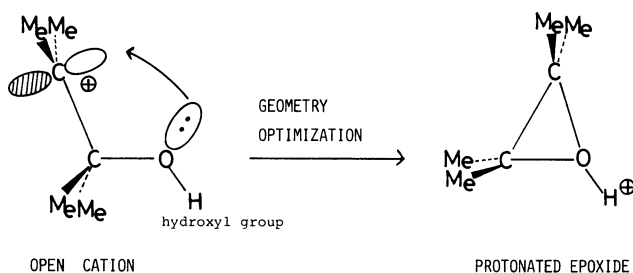 MeMe
C
⊕
C
O
MeMe
H
hydroxyl group
OPEN CATION
GEOMETRY
OPTIMIZATION
MeMe
C
Me
Me
C
O
H
⊕
PROTONATED EPOXIDE